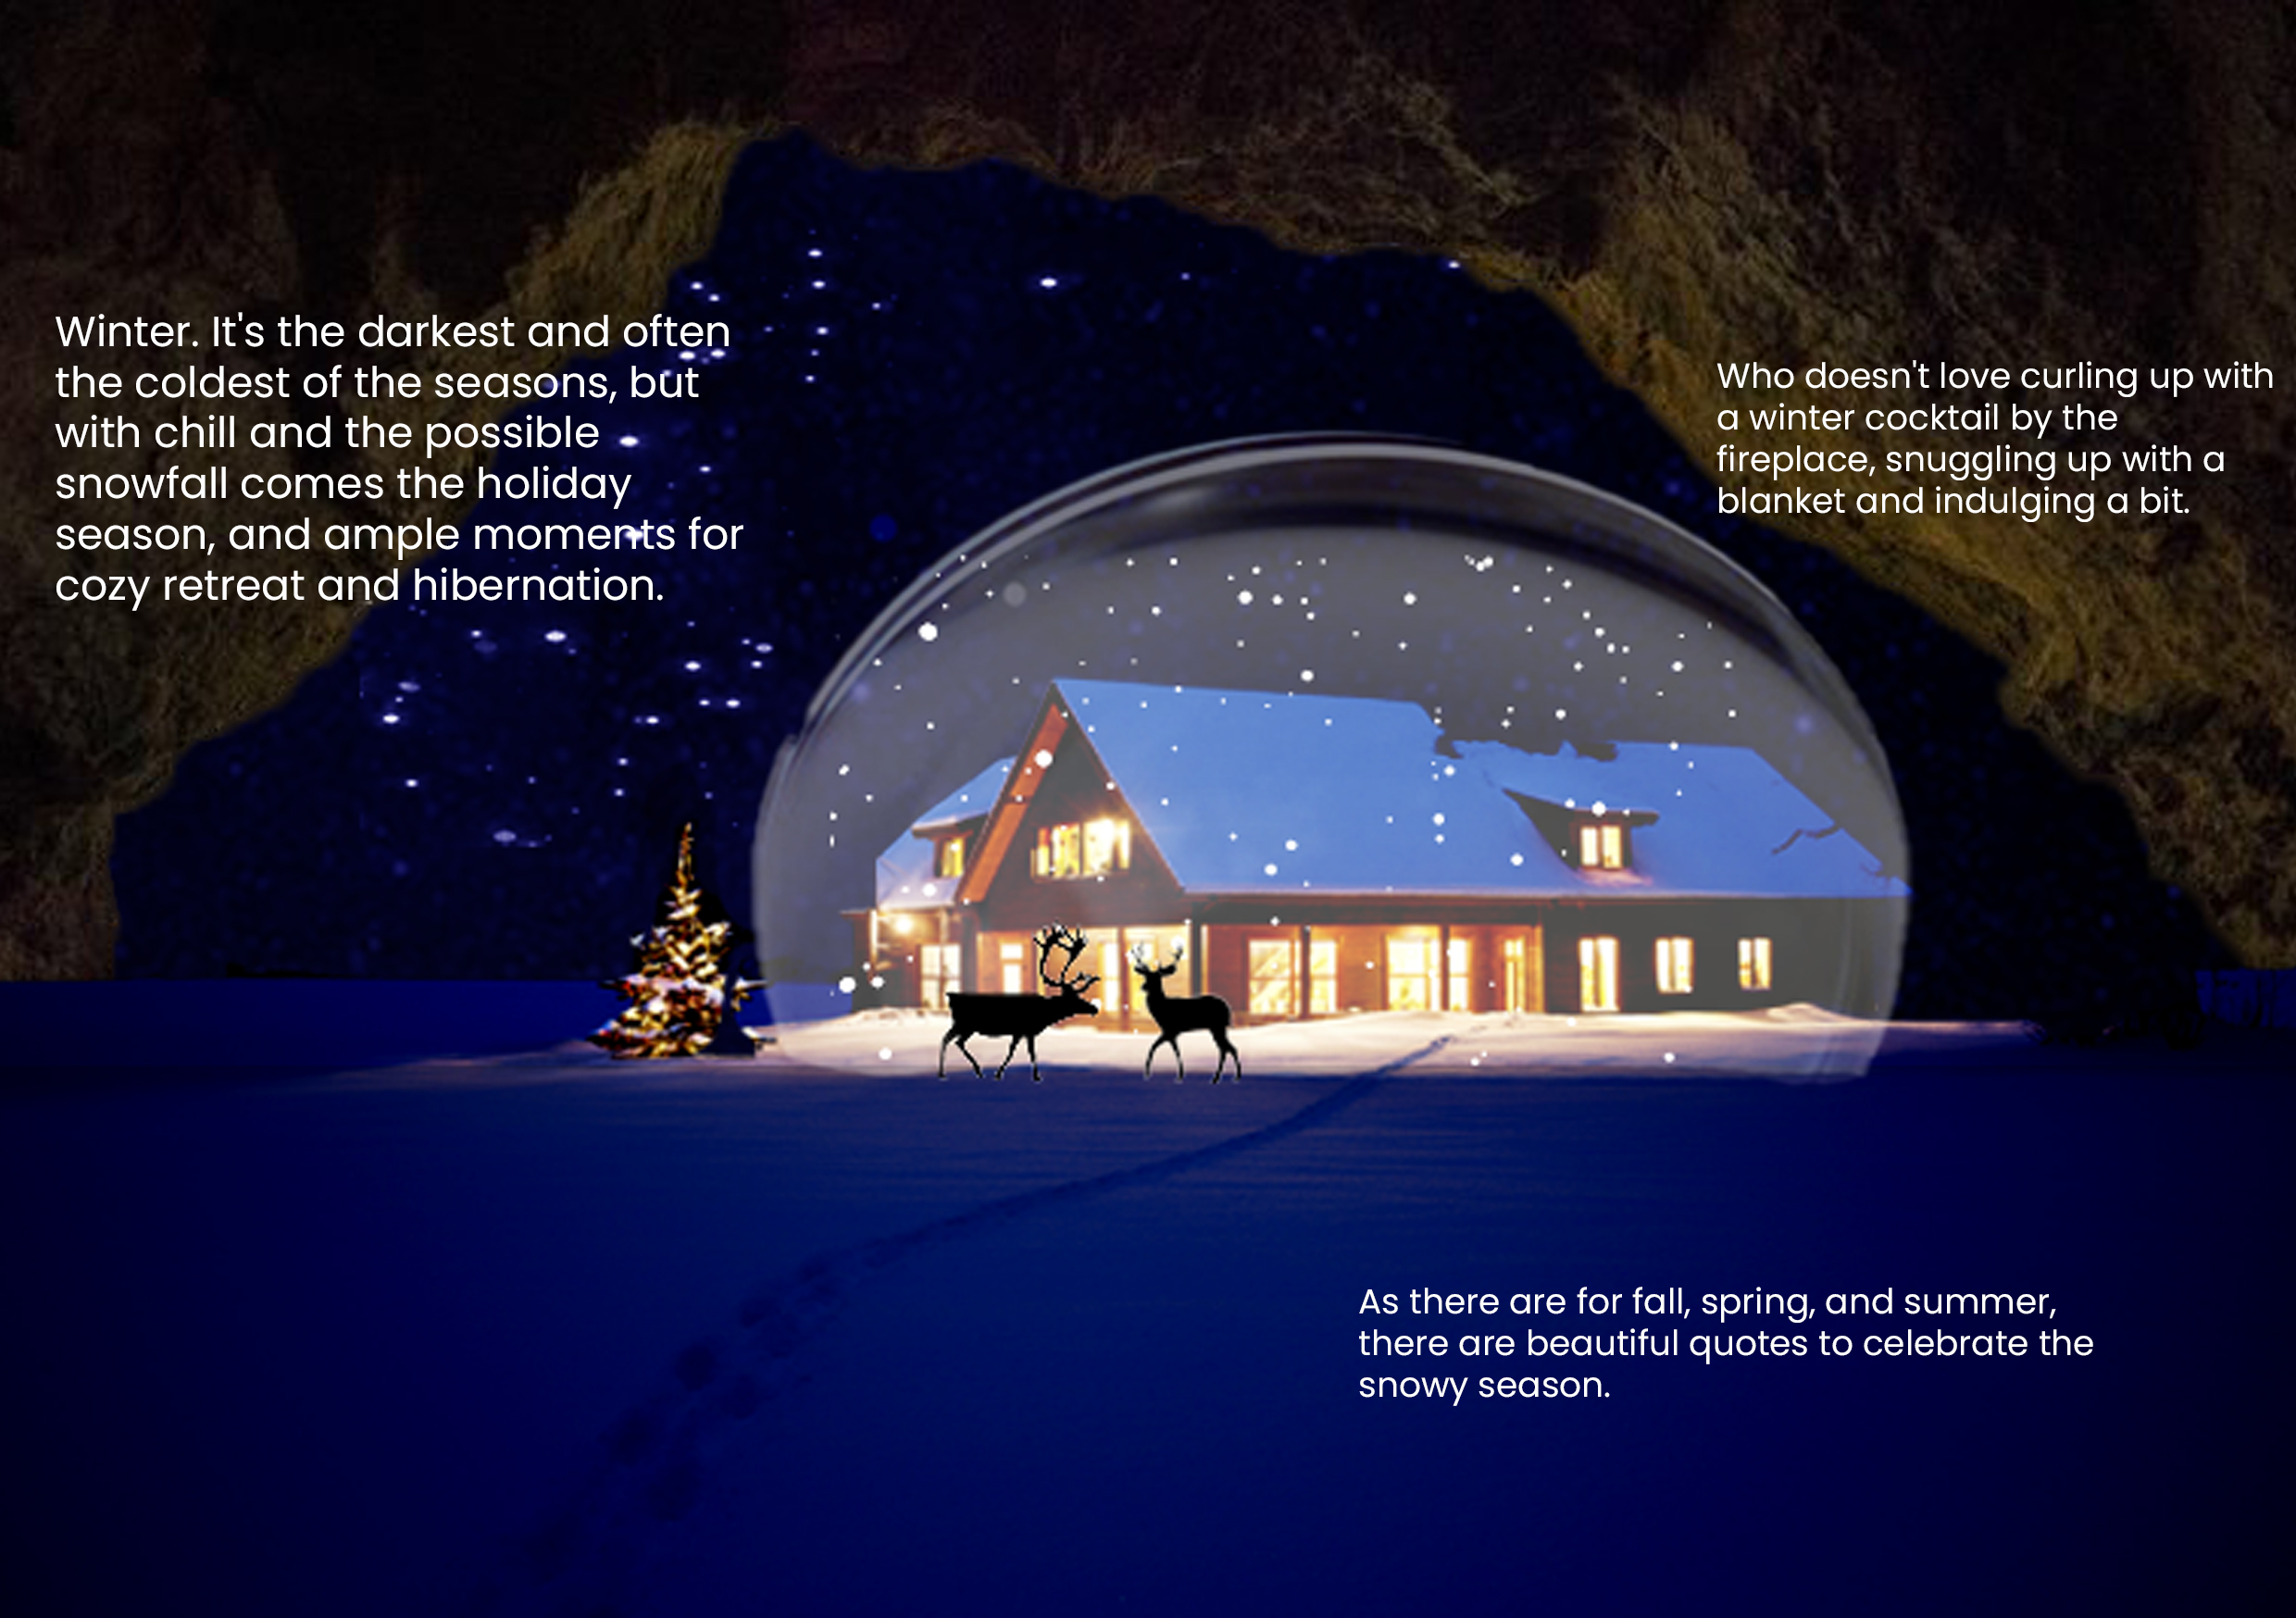 Winter. It's the darkest and often
the coldest of the seasons, but
with chill and the possible
snowfall comes the holiday
season, and ample moments for
cozy retreat and hibernation.
Who doesn't love curling up with
a winter cocktail by the
fireplace, snuggling up with a
blanket and indulging a bit.
As there are for fall, spring, and summer,
there are beautiful quotes to celebrate the
snowy season.